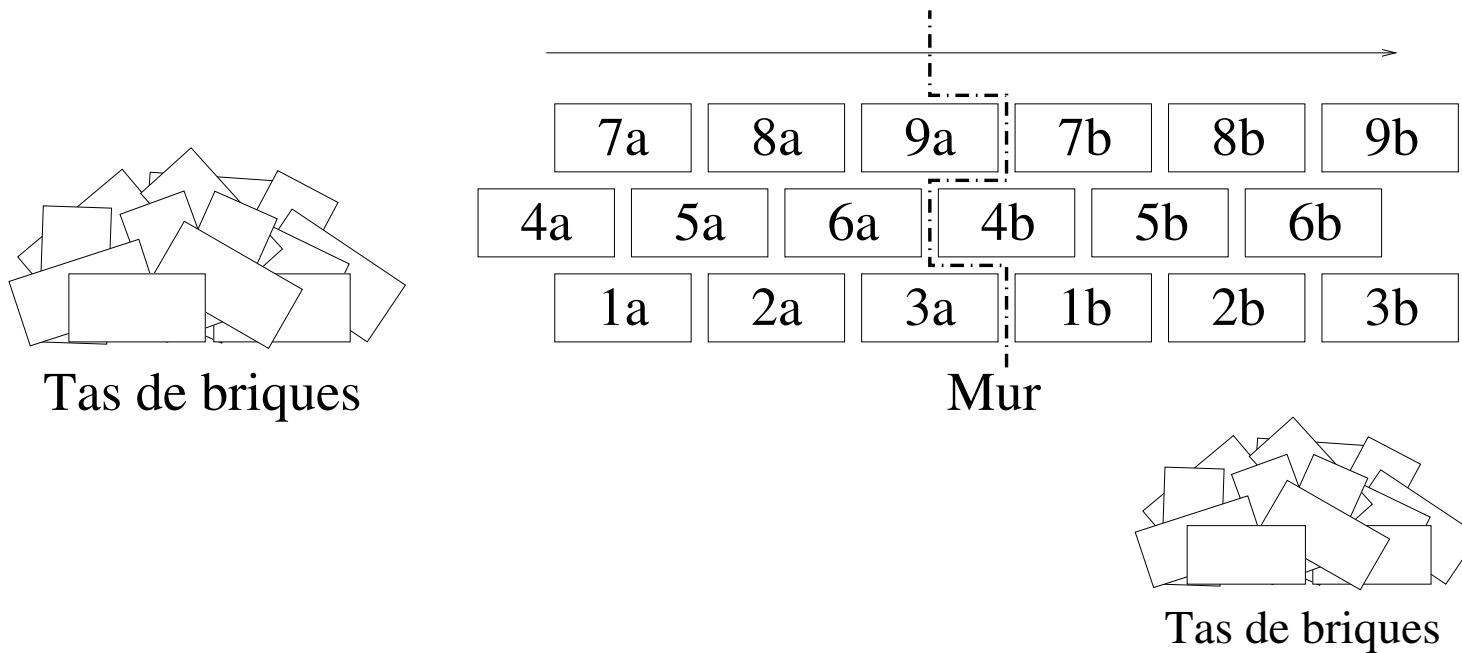 7a 8a 9a 7b 8b 9b
4a 5a 6a 4b 5b 6b
1a 2a 3a 1b 2b 3b
Tas de briques
Mur
Tas de briques